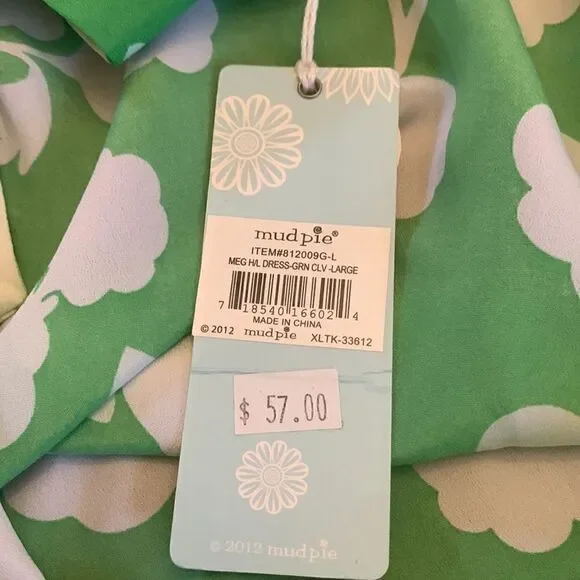 mudpie®
ITEM#812009G-L
MEG H/L DRESS-GRN CLV -LARGE
7 18540 16602 4
MADE IN CHINA
© 2012 mudpie XLTK-33612
$ 57.00
© 2012 mudpie